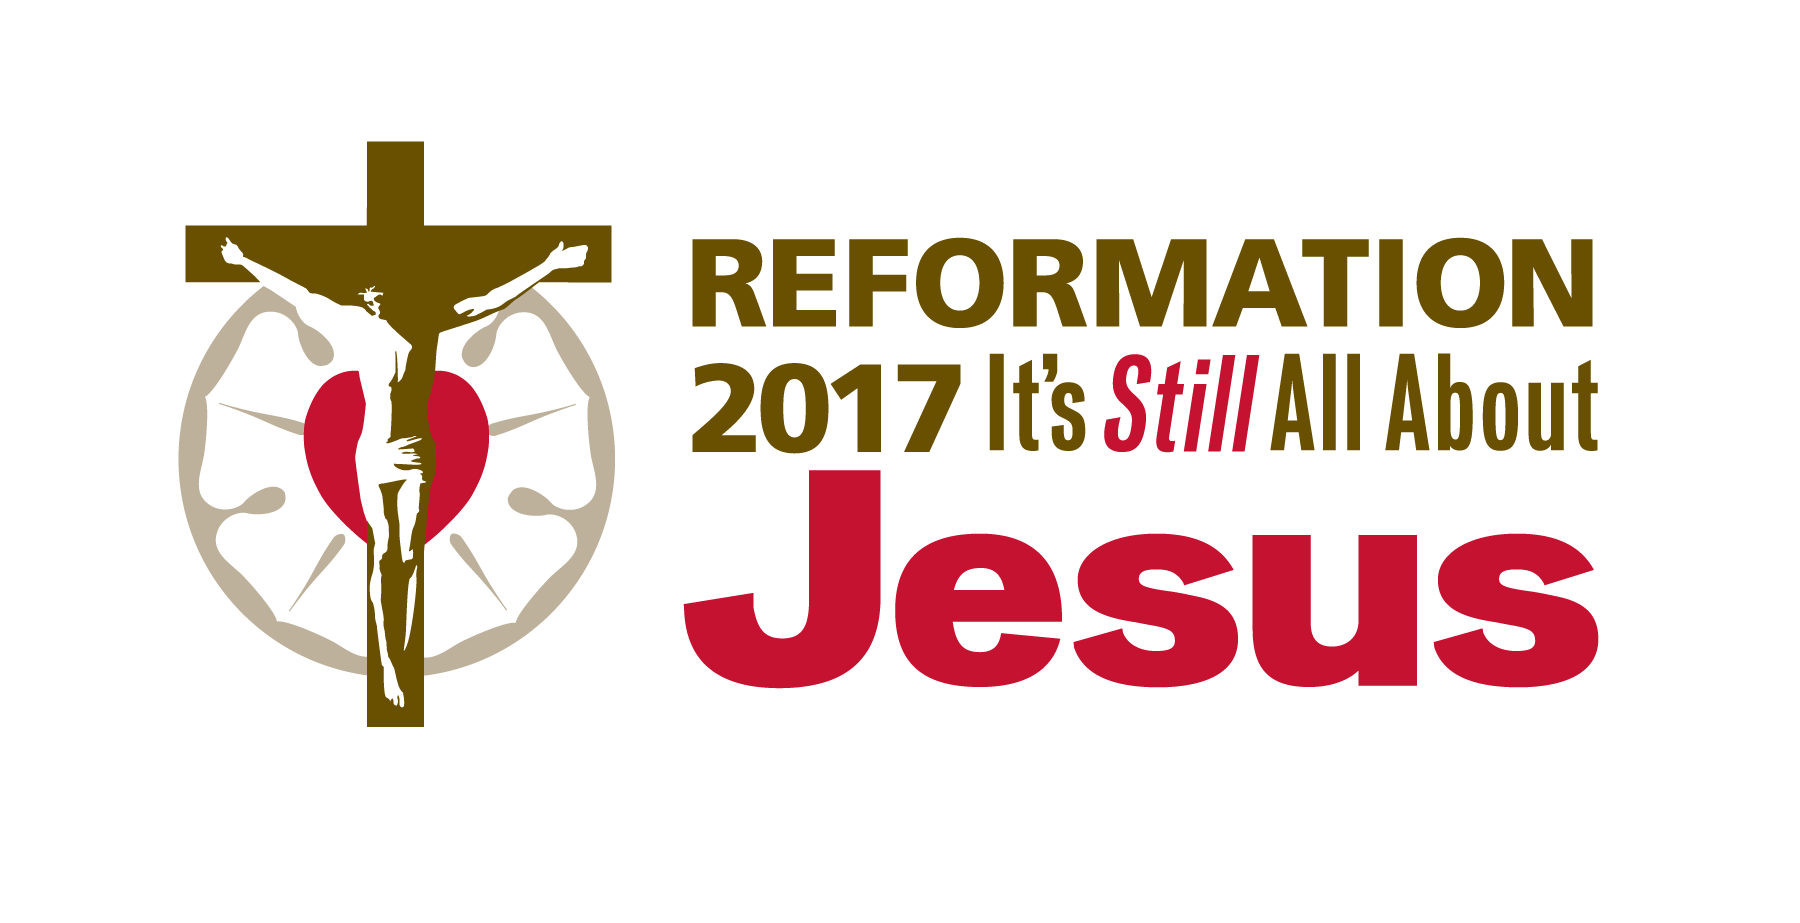 REFORMATION
2017 It's Still All About
Jesus